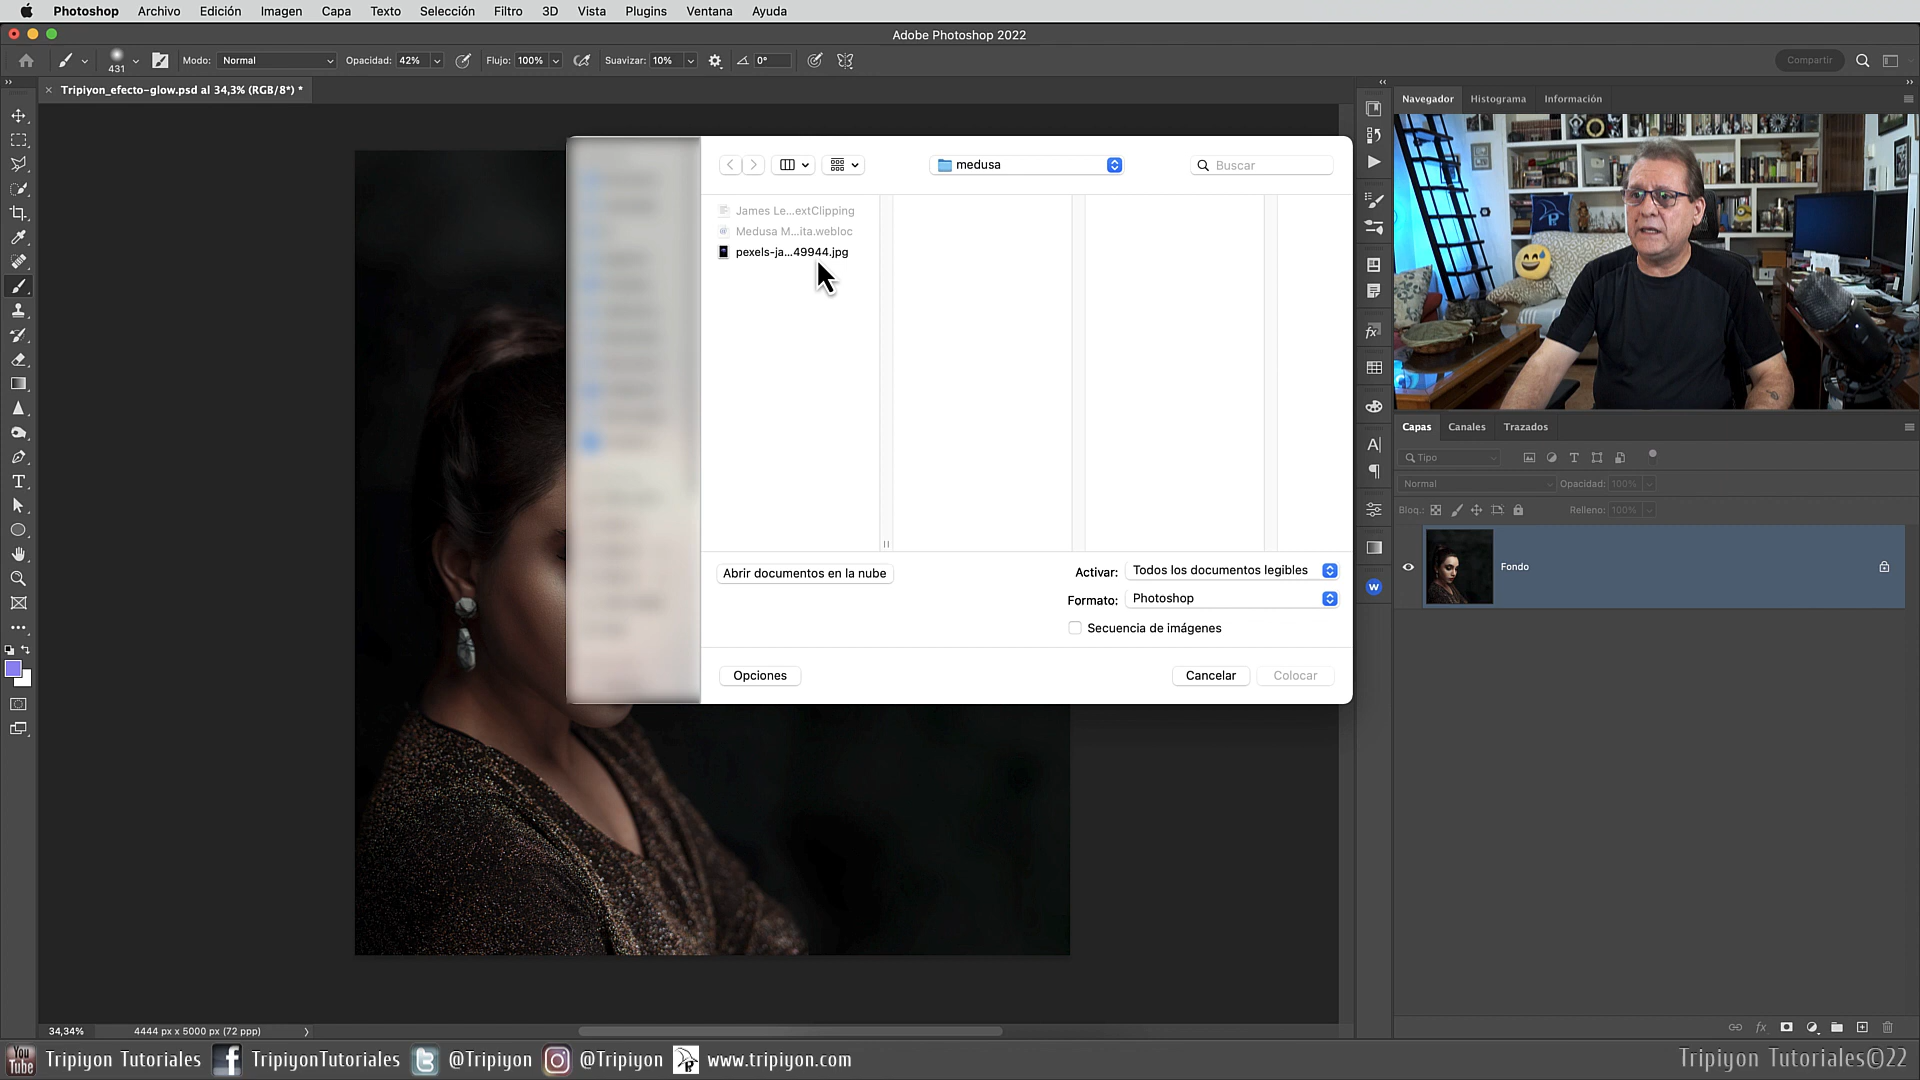 Photoshop Archivo Edición Imagen Capa Texto Selección Filtro 3D Vista Plugins Ventana Ayuda
Adobe Photoshop 2022
431 Modo: Normal Opacidad: 42% Flujo: 100% Suavizar: 10% 0° Compartir
Tripiyon_efecto-glow.psd al 34,3% (RGB/8*) *
Navegador Histograma Información
medusa
Buscar
James Le...extClipping
Medusa M...ita.webloc
pexels-ja...49944.jpg
Abrir documentos en la nube
Activar: Todos los documentos legibles
Formato: Photoshop
Secuencia de imágenes
Opciones
Cancelar
Colocar
Capas Canales Trazados
Tipo
Normal Opacidad: 100%
Bloq.: Relleno: 100%
Fondo
34,34% 4444 px x 5000 px (72 ppp)
You Tube Tripiyon Tutoriales TripiyonTutoriales @Tripiyon @Tripiyon www.tripiyon.com
Tripiyon Tutoriales©22